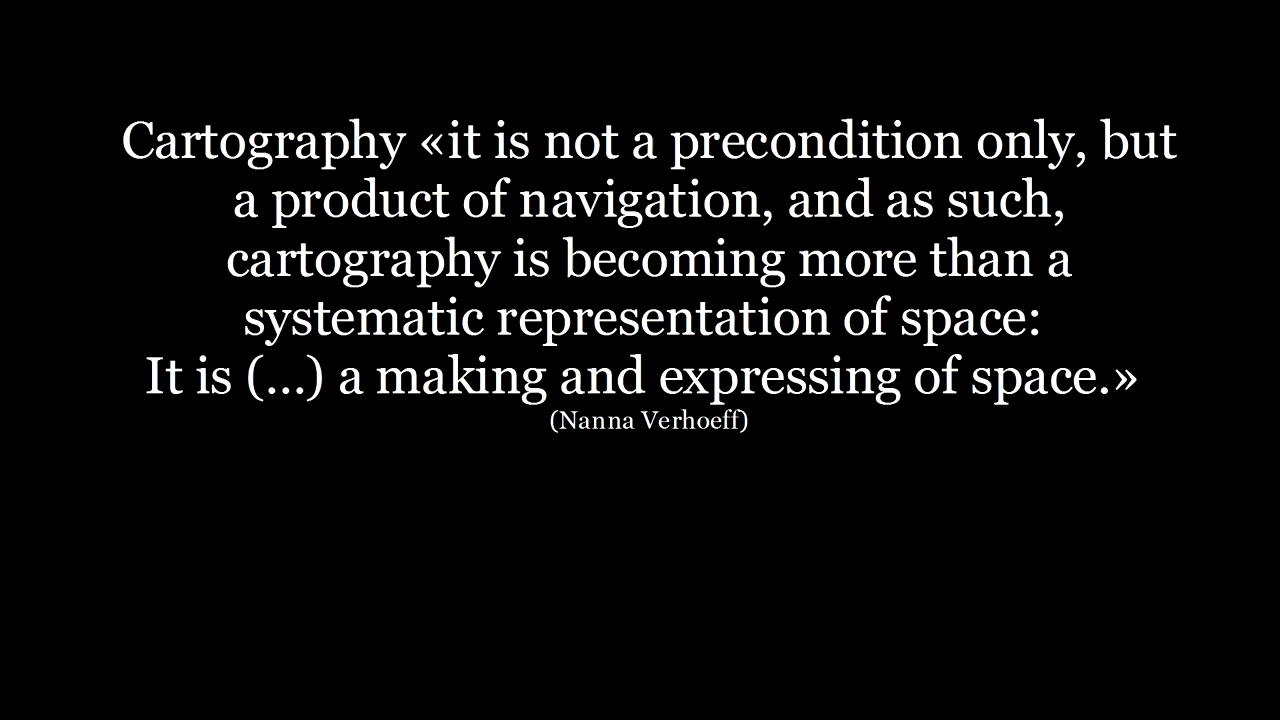 Cartography «it is not a precondition only, but
a product of navigation, and as such,
cartography is becoming more than a
systematic representation of space:
It is (...) a making and expressing of space.»
(Nanna Verhoeff)